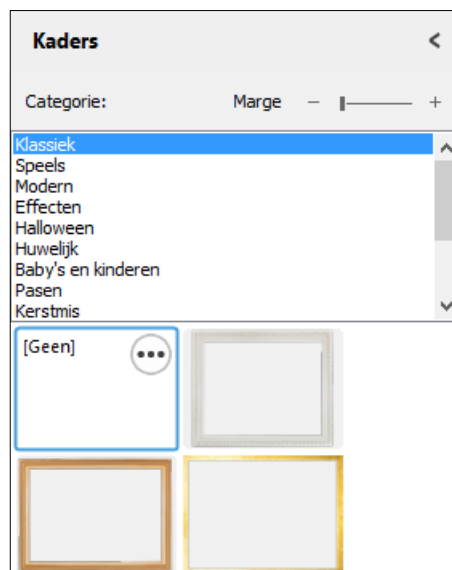 Kaders
Categorie: Marge
Klassiek
Speels
Modern
Effecten
Halloween
Huwelijk
Baby's en kinderen
Pasen
Kerstmis
[Geen]